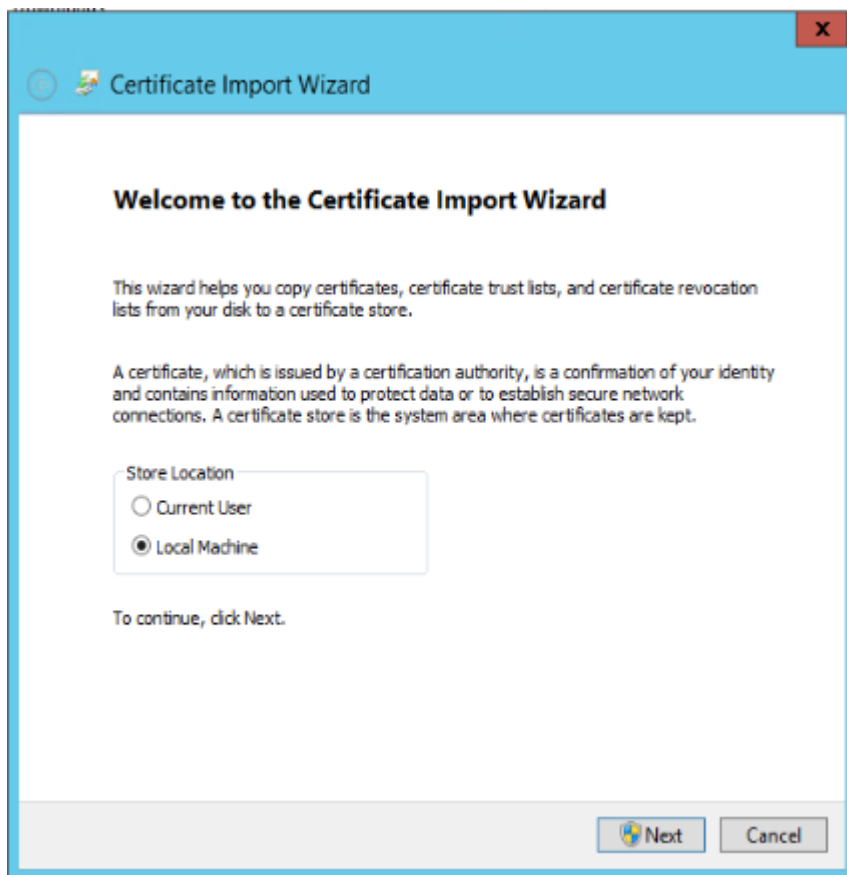 x
Certificate Import Wizard
Welcome to the Certificate Import Wizard
This wizard helps you copy certificates, certificate trust lists, and certificate revocation
lists from your disk to a certificate store.
A certificate, which is issued by a certification authority, is a confirmation of your identity
and contains information used to protect data or to establish secure network
connections. A certificate store is the system area where certificates are kept.
Store Location
Current User
Local Machine
To continue, click Next.
Next
Cancel